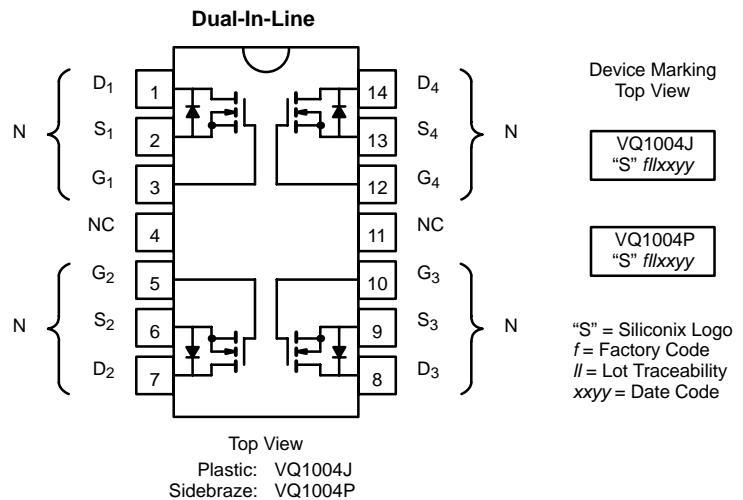 Dual-In-Line
D1 1 14 D4
N S1 2 13 S4 N
G1 3 12 G4
NC 4 11 NC
G2 5 10 G3
N S2 6 9 S3 N
D2 7 8 D3
Top View
Plastic: VQ1004J
Sidebraze: VQ1004P
Device Marking
Top View
VQ1004J
“S” fllxxyy
VQ1004P
“S” fllxxyy
“S” = Siliconix Logo
f = Factory Code
ll = Lot Traceability
xxyy = Date Code